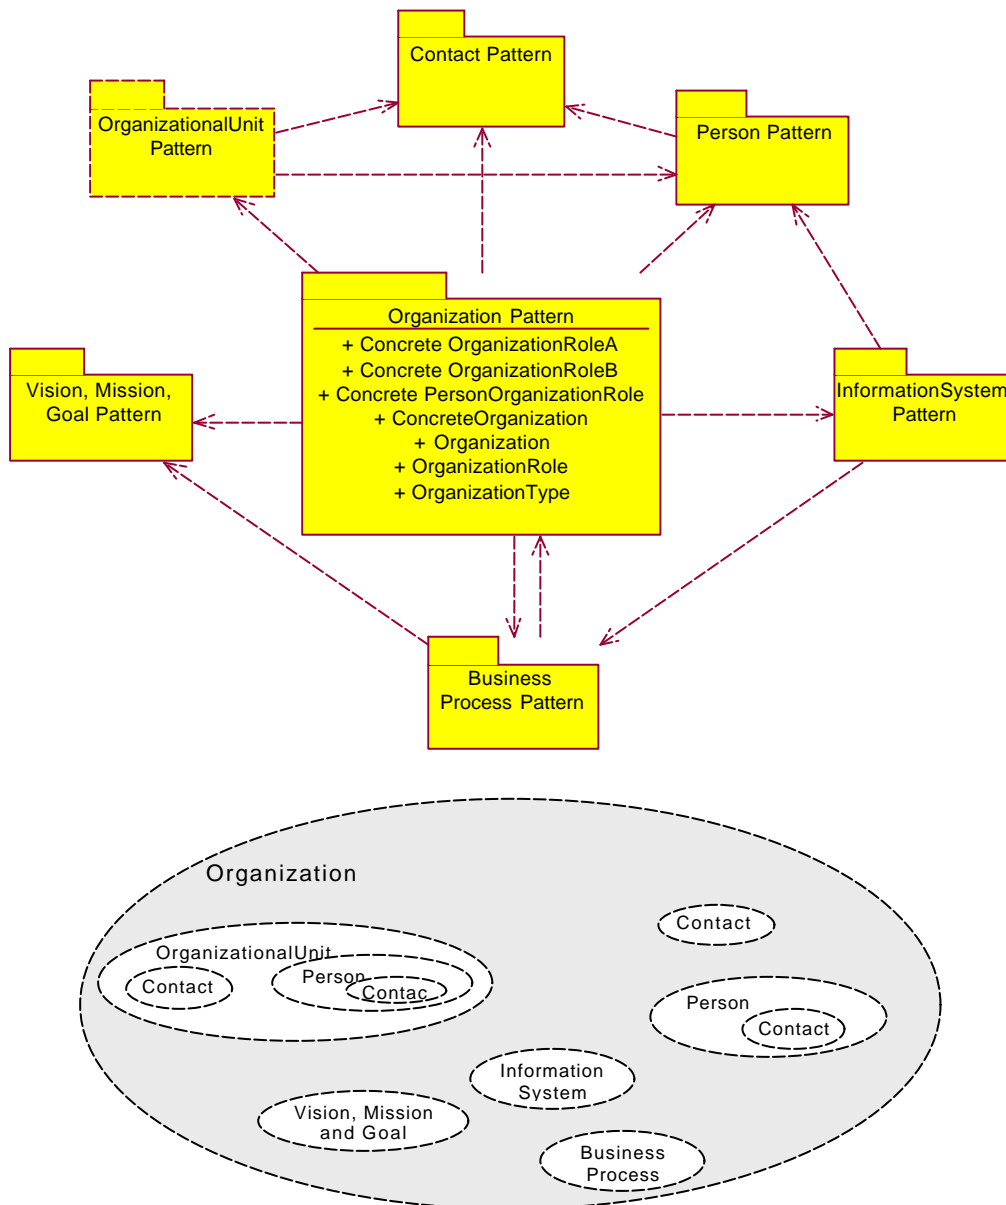 Contact Pattern
OrganizationalUnit
Pattern
Person Pattern
Organization Pattern
+ Concrete OrganizationRoleA
+ Concrete OrganizationRoleB
+ Concrete PersonOrganizationRole
+ ConcreteOrganization
+ Organization
+ OrganizationRole
+ OrganizationType
Vision, Mission,
Goal Pattern
InformationSystem
Pattern
Business
Process Pattern
Organization
Contact
OrganizationalUnit
Person
Contact
Contac
Person
Contact
Information
System
Vision, Mission
and Goal
Business
Process